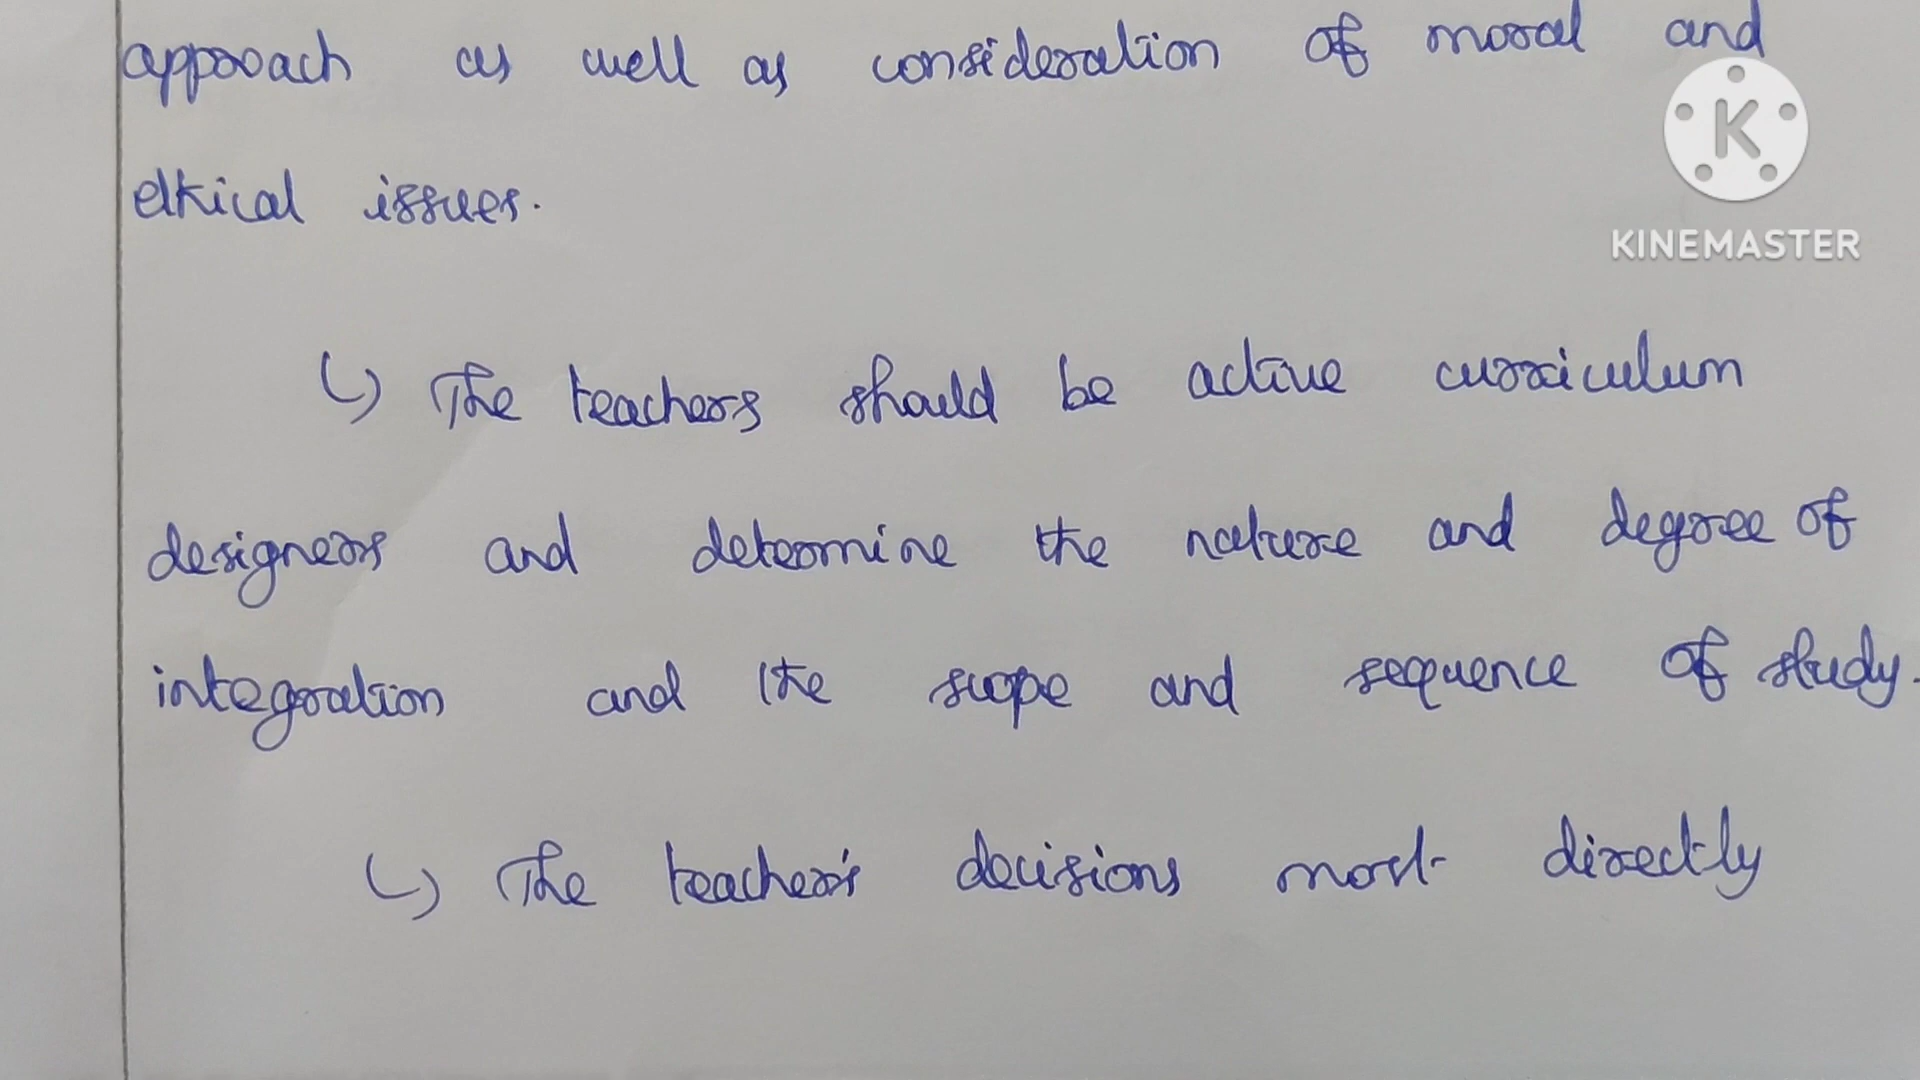 approach as well as consideration of moral and
ethical issues.
K
KINEMASTER
↳ The teachers should be active curriculum
designers and determine the nature and degree of
integration and the scope and sequence of study.
↳ The teacher's decisions most directly